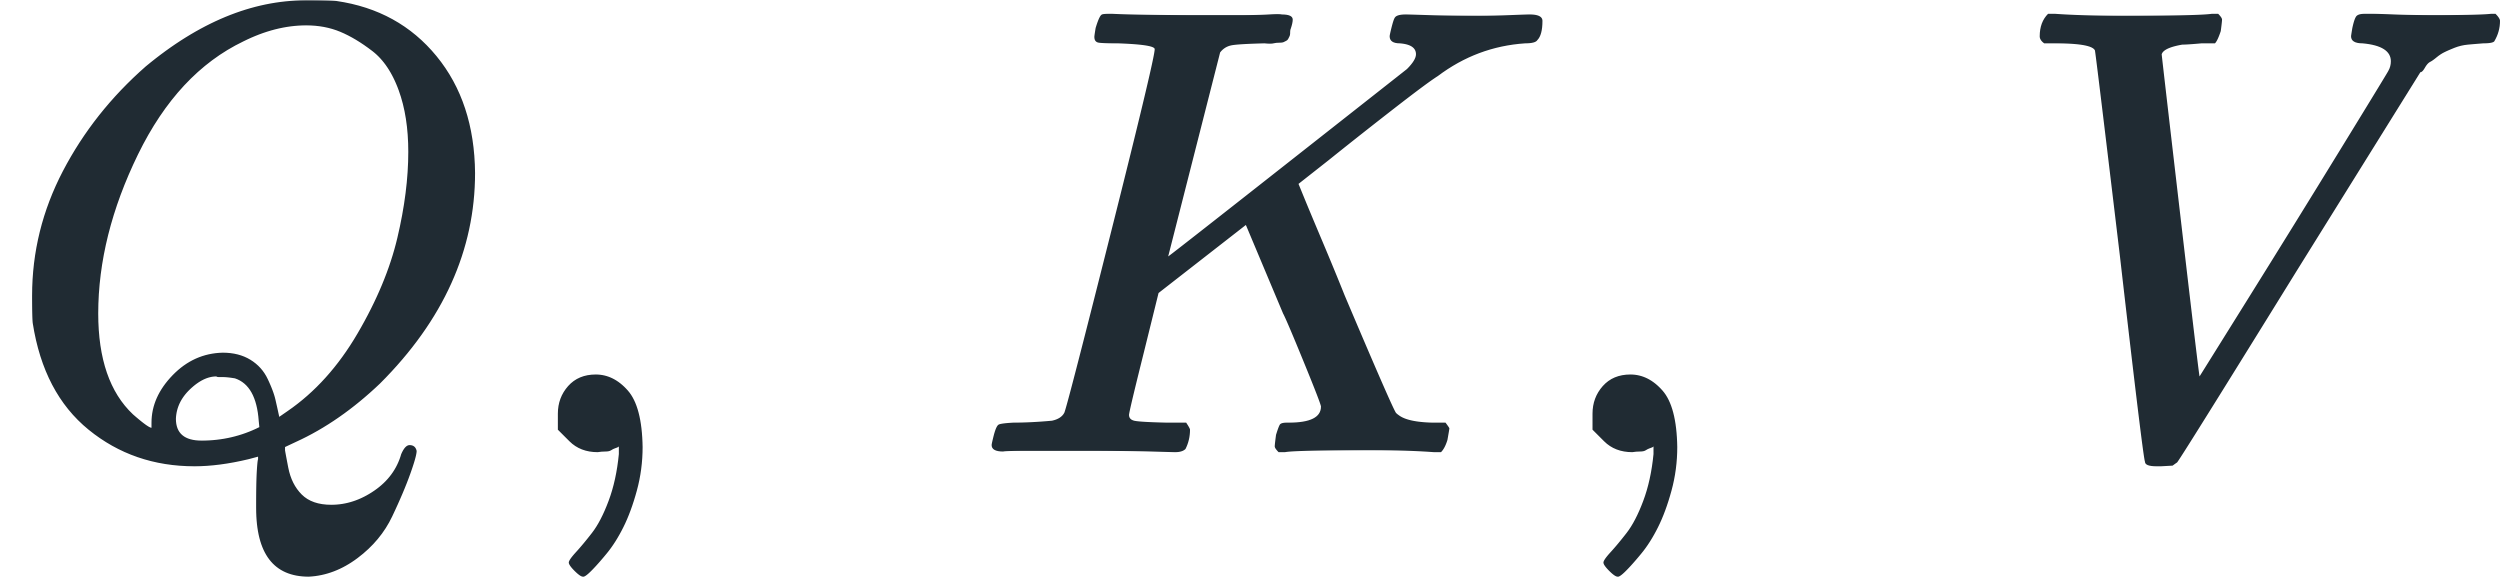 Q, K, V